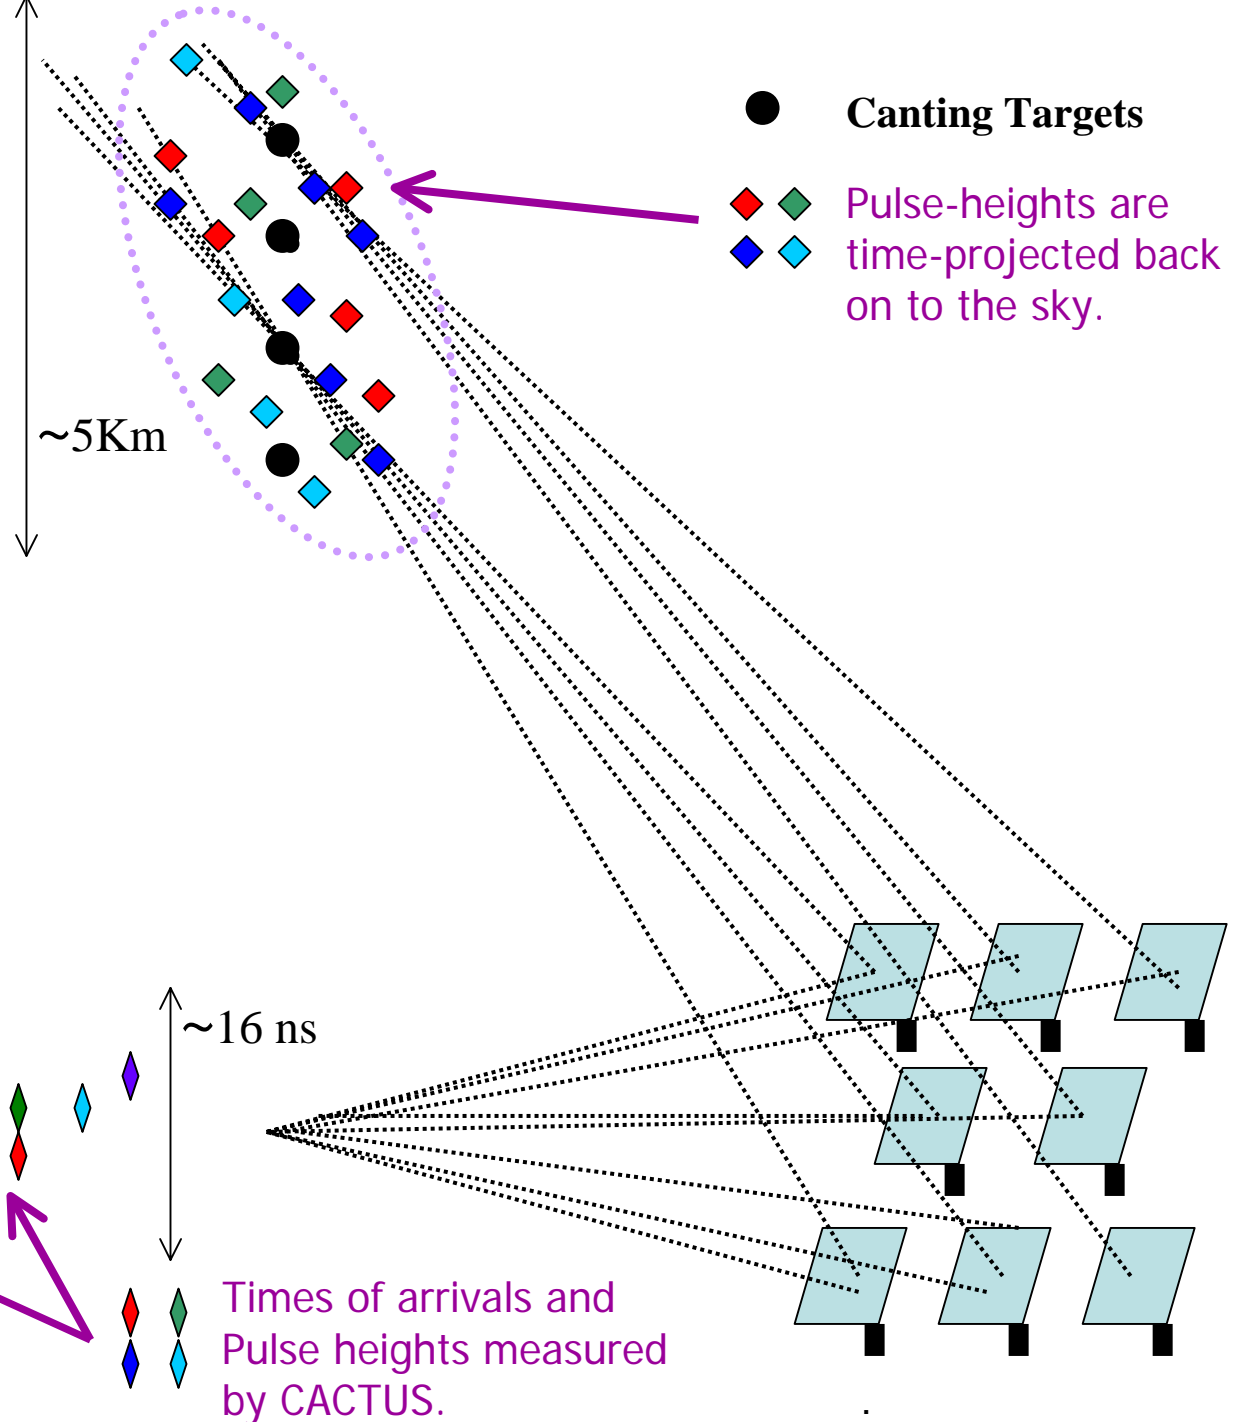 Canting Targets
Pulse-heights are
time-projected back
on to the sky.
~5Km
~16 ns
Times of arrivals and
Pulse heights measured
by CACTUS.
.